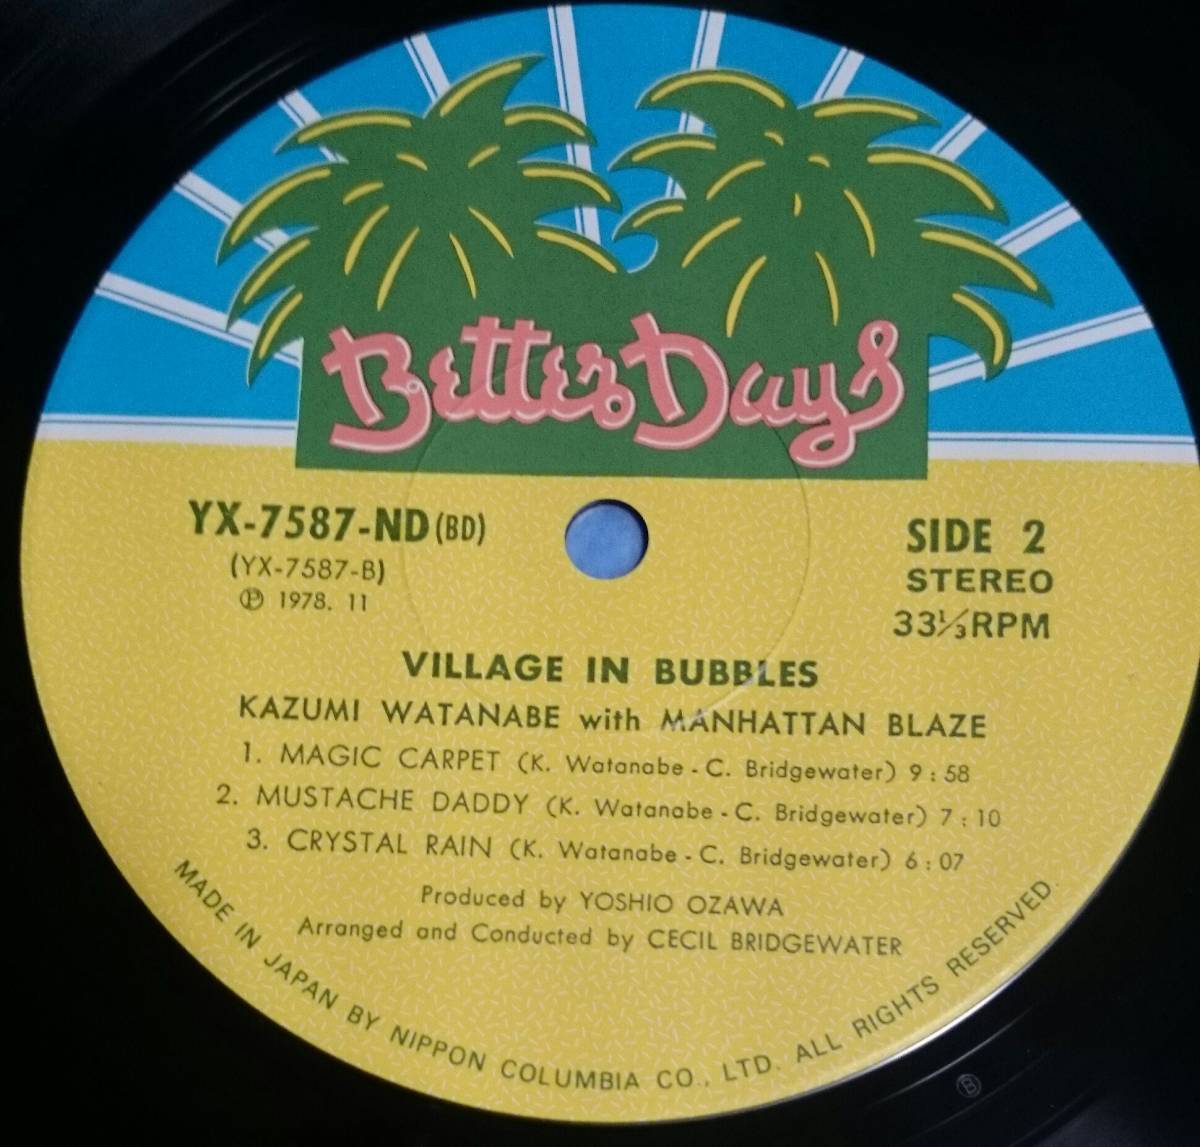 Better Days
YX-7587-ND (BD)
(YX-7587-B)
Ⓟ 1978. 11
SIDE 2
STEREO
33⅓ RPM
VILLAGE IN BUBBLES
KAZUMI WATANABE with MANHATTAN BLAZE
1. MAGIC CARPET (K. Watanabe - C. Bridgewater) 9:58
2. MUSTACHE DADDY (K. Watanabe - C. Bridgewater) 7:10
3. CRYSTAL RAIN (K. Watanabe - C. Bridgewater) 6:07
Produced by YOSHIO OZAWA
Arranged and Conducted by CECIL BRIDGEWATER
MADE IN JAPAN BY NIPPON COLUMBIA CO., LTD. ALL RIGHTS RESERVED.
Ⓑ